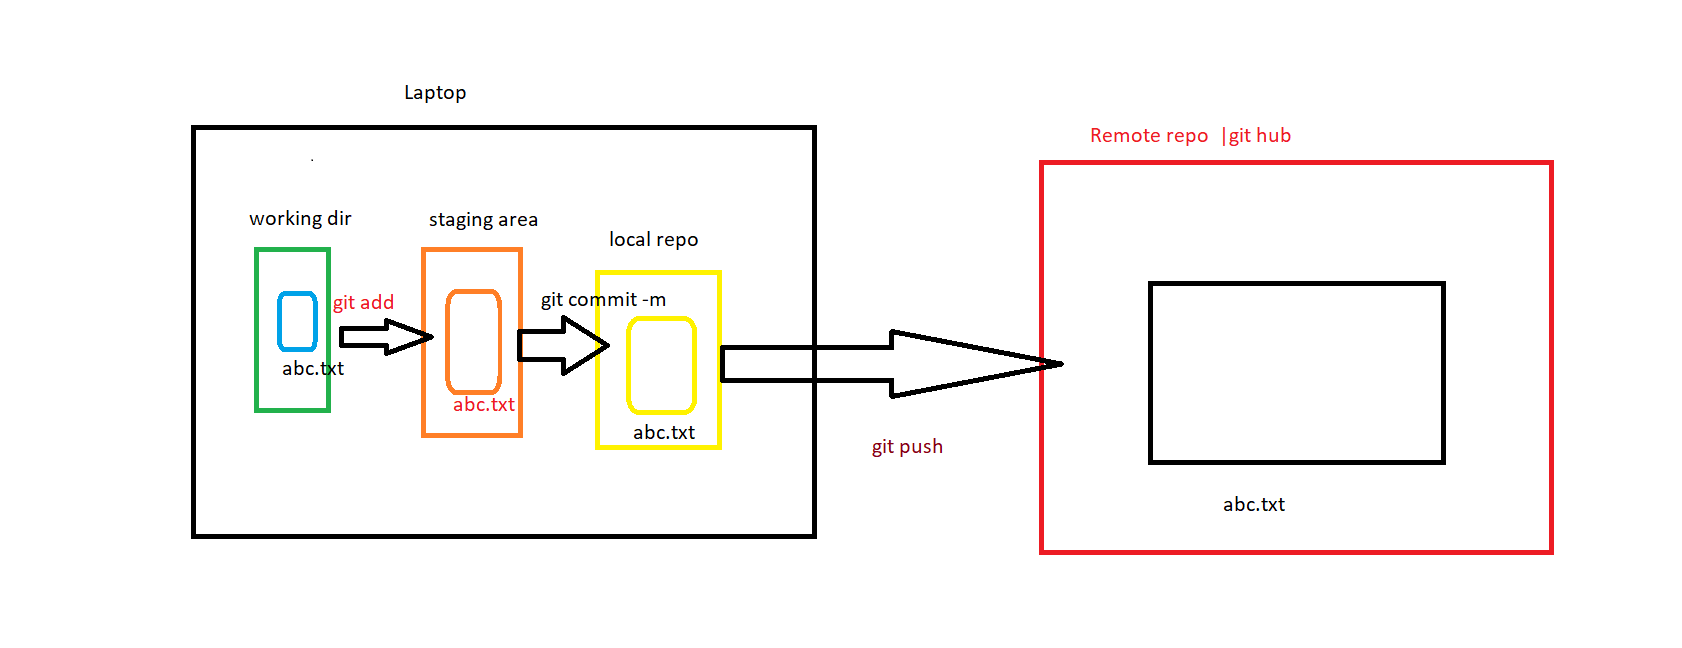 Laptop
Remote repo |git hub
working dir
staging area
local repo
git add
git commit -m
abc.txt
abc.txt
abc.txt
git push
abc.txt